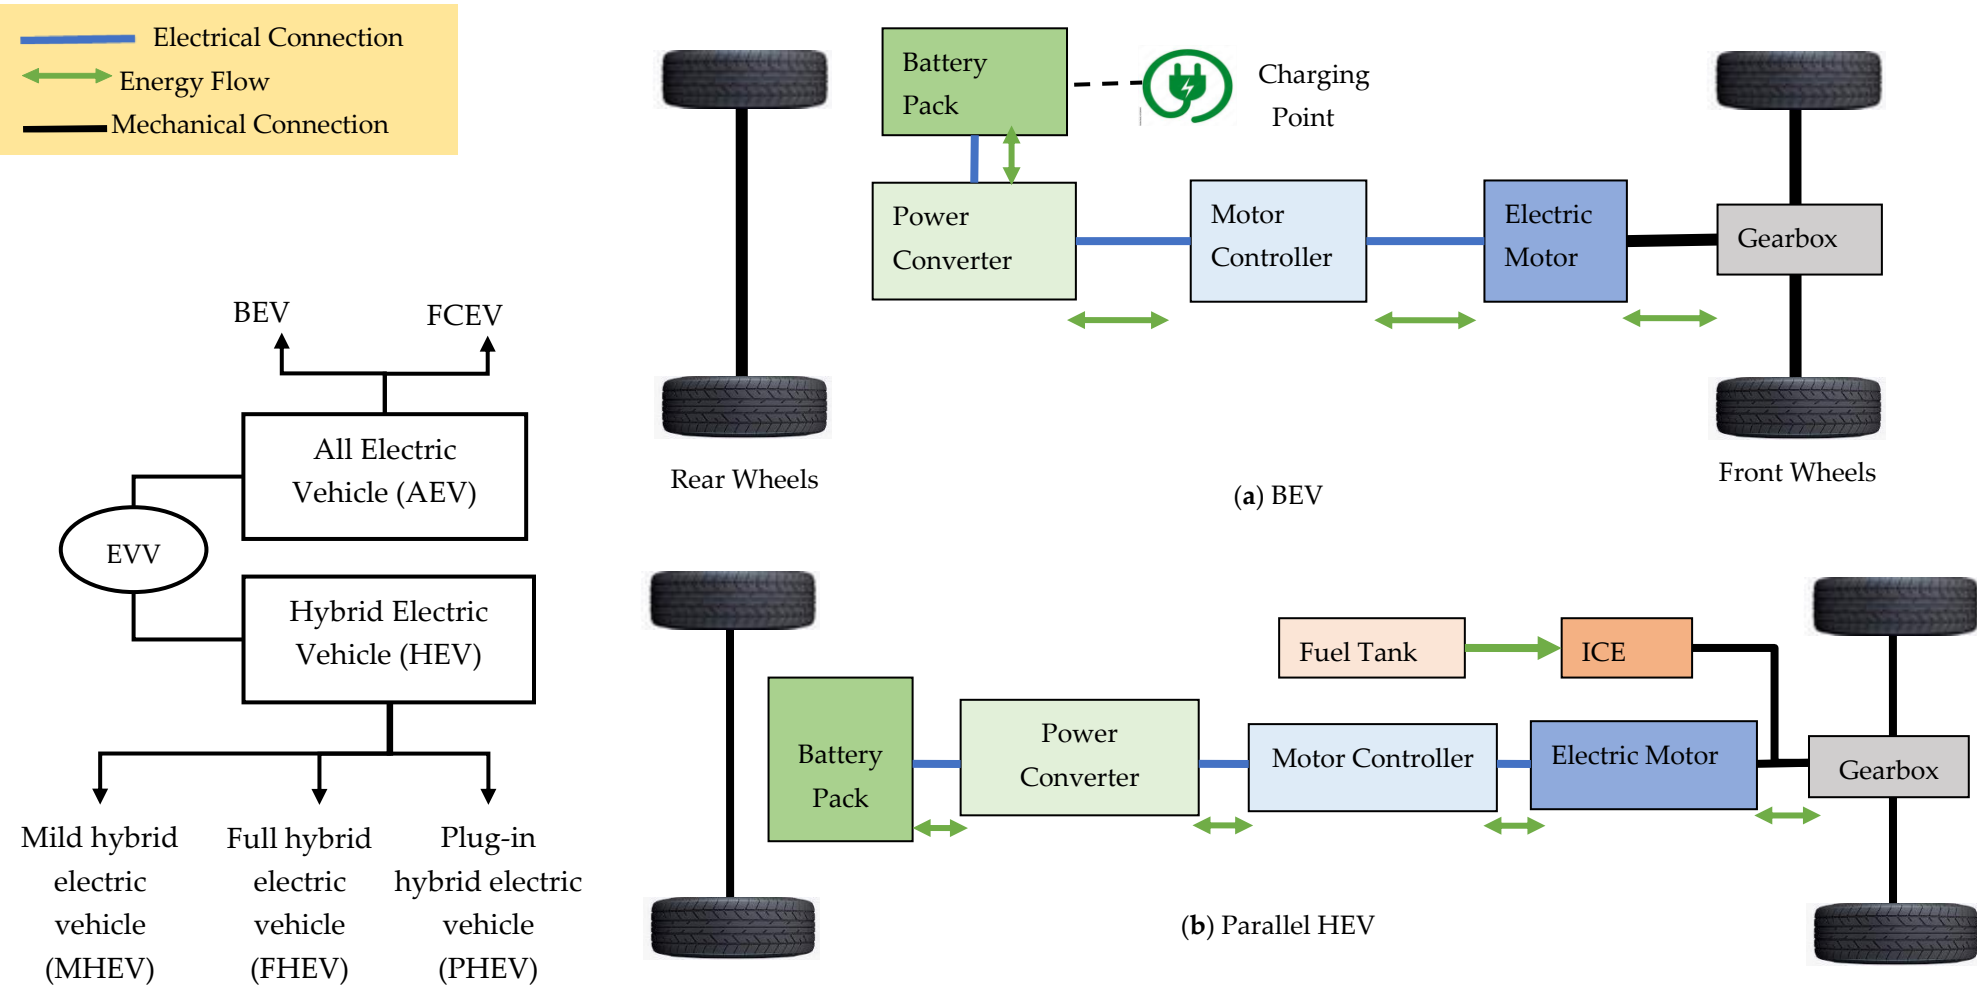 Electrical Connection
Energy Flow
Mechanical Connection
BEV
FCEV
All Electric
Vehicle (AEV)
EVV
Hybrid Electric
Vehicle (HEV)
Mild hybrid
electric
vehicle
(MHEV)
Full hybrid
electric
vehicle
(FHEV)
Plug-in
hybrid electric
vehicle
(PHEV)
Battery
Pack
Charging
Point
Power
Converter
Motor
Controller
Electric
Motor
Gearbox
Rear Wheels
Front Wheels
(a) BEV
Fuel Tank
ICE
Battery
Pack
Power
Converter
Motor Controller
Electric Motor
Gearbox
(b) Parallel HEV